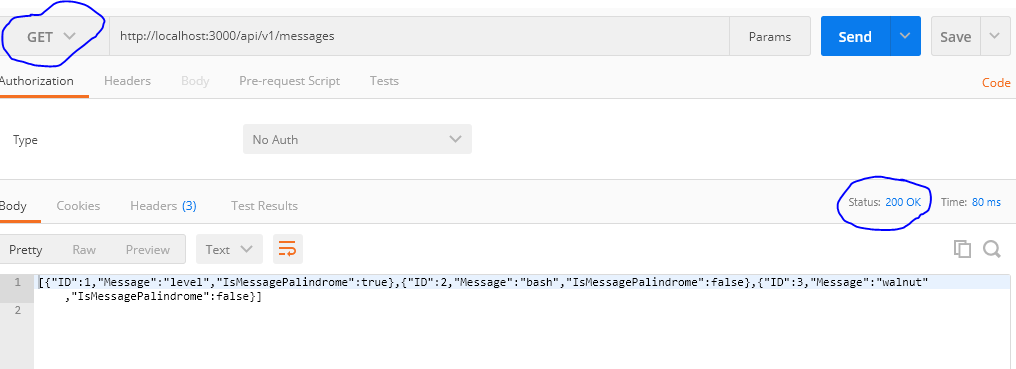 GET http://localhost:3000/api/v1/messages Params Send Save
Authorization Headers Body Pre-request Script Tests Code
Type No Auth
Body Cookies Headers (3) Test Results Status: 200 OK Time: 80 ms
Pretty Raw Preview Text
1 [{"ID":1,"Message":"level","IsMessagePalindrome":true},{"ID":2,"Message":"bash","IsMessagePalindrome":false},{"ID":3,"Message":"walnut"
,"IsMessagePalindrome":false}]
2